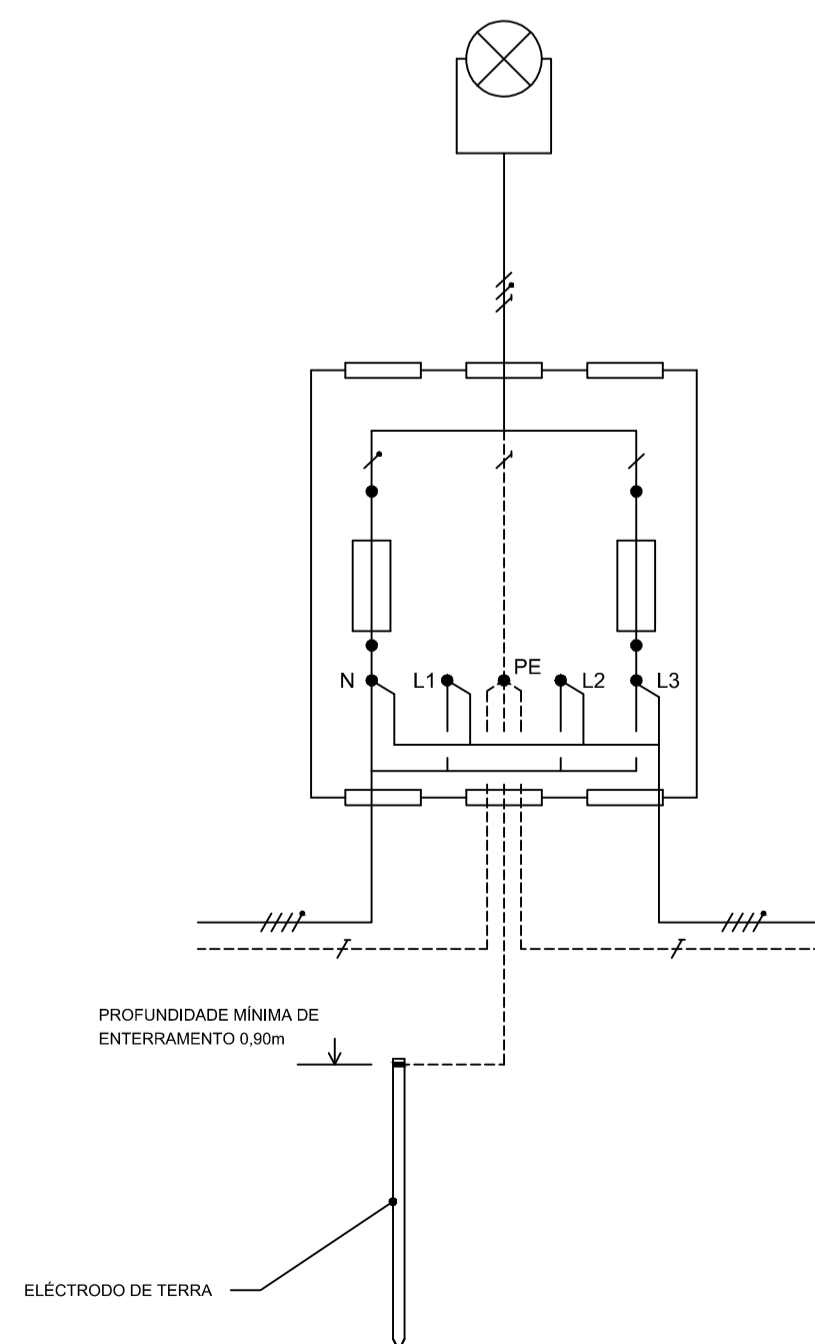 N L1 PE L2 L3
PROFUNDIDADE MÍNIMA DE
ENTERRAMENTO 0,90m
ELÉCTRODO DE TERRA